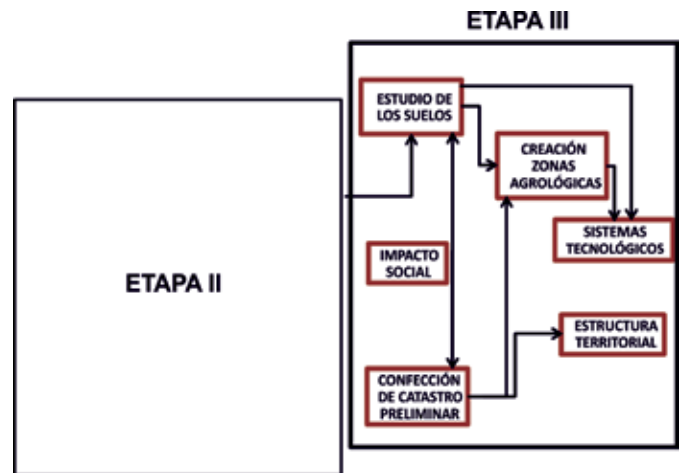 ETAPA III
ESTUDIO DE
LOS SUELOS
CREACIÓN
ZONAS
AGROLÓGICAS
SISTEMAS
TECNOLÓGICOS
IMPACTO
SOCIAL
ETAPA II
ESTRUCTURA
TERRITORIAL
CONFECCIÓN
DE CATASTRO
PRELIMINAR